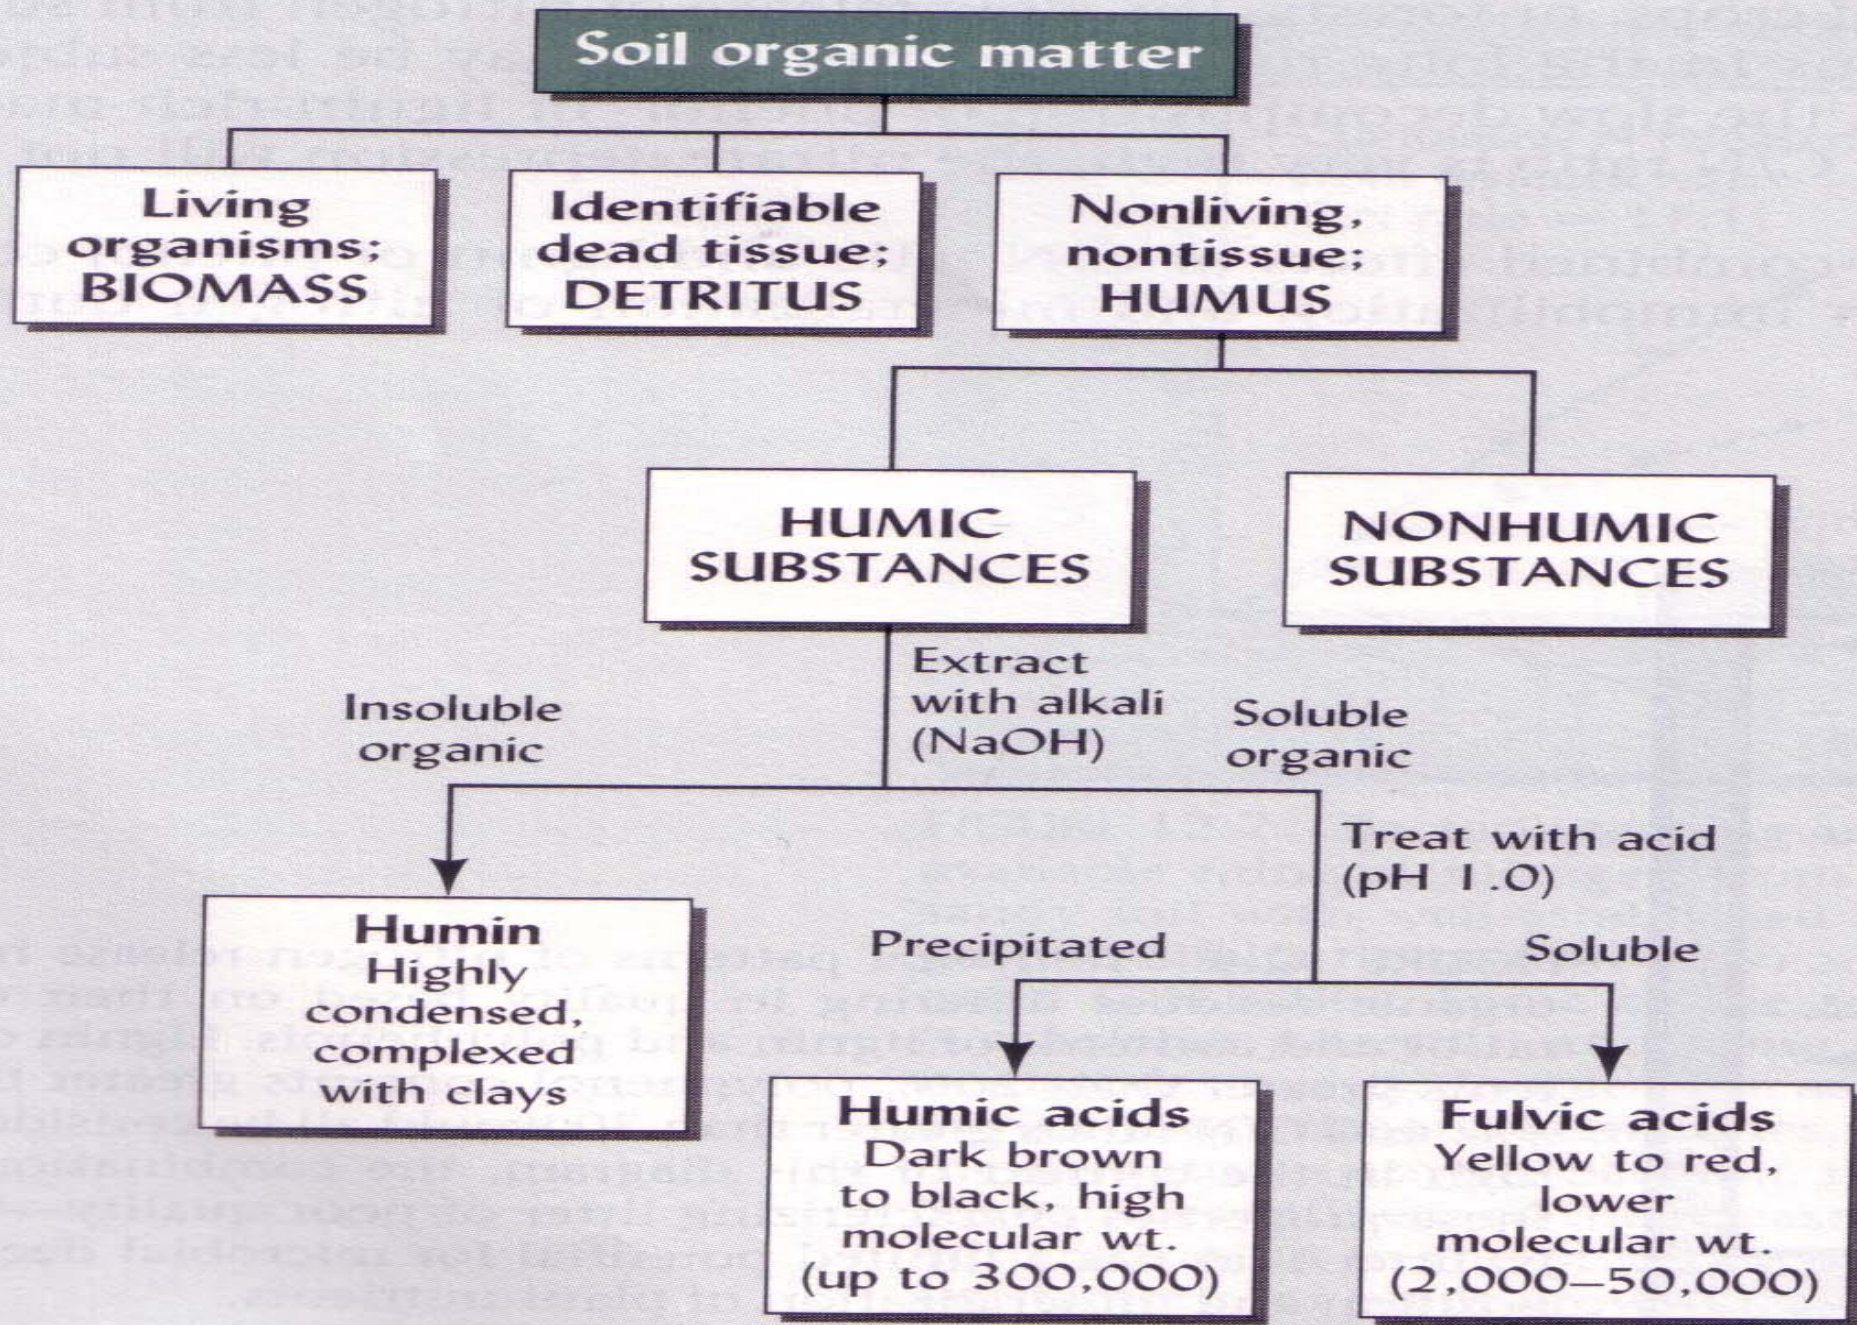 Soil organic matter
Living
organisms;
BIOMASS
Identifiable
dead tissue;
DETRITUS
Nonliving,
nontissue;
HUMUS
HUMIC
SUBSTANCES
NONHUMIC
SUBSTANCES
Extract
with alkali
(NaOH)
Insoluble
organic
Soluble
organic
Treat with acid
(pH 1.0)
Precipitated
Soluble
Humin
Highly
condensed,
complexed
with clays
Humic acids
Dark brown
to black, high
molecular wt.
(up to 300,000)
Fulvic acids
Yellow to red,
lower
molecular wt.
(2,000–50,000)